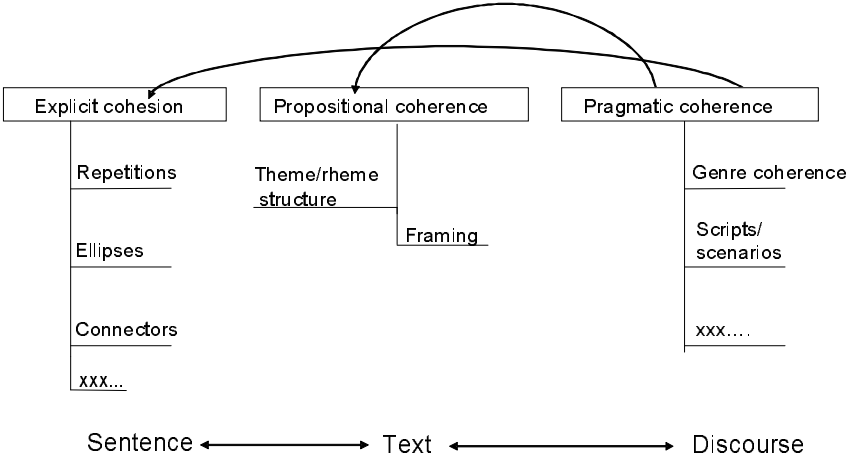 Explicit cohesion
Propositional coherence
Pragmatic coherence
Repetitions
Ellipses
Connectors
xxx...
Theme/rheme
structure
Framing
Genre coherence
Scripts/
scenarios
xxx....
Sentence
Text
Discourse